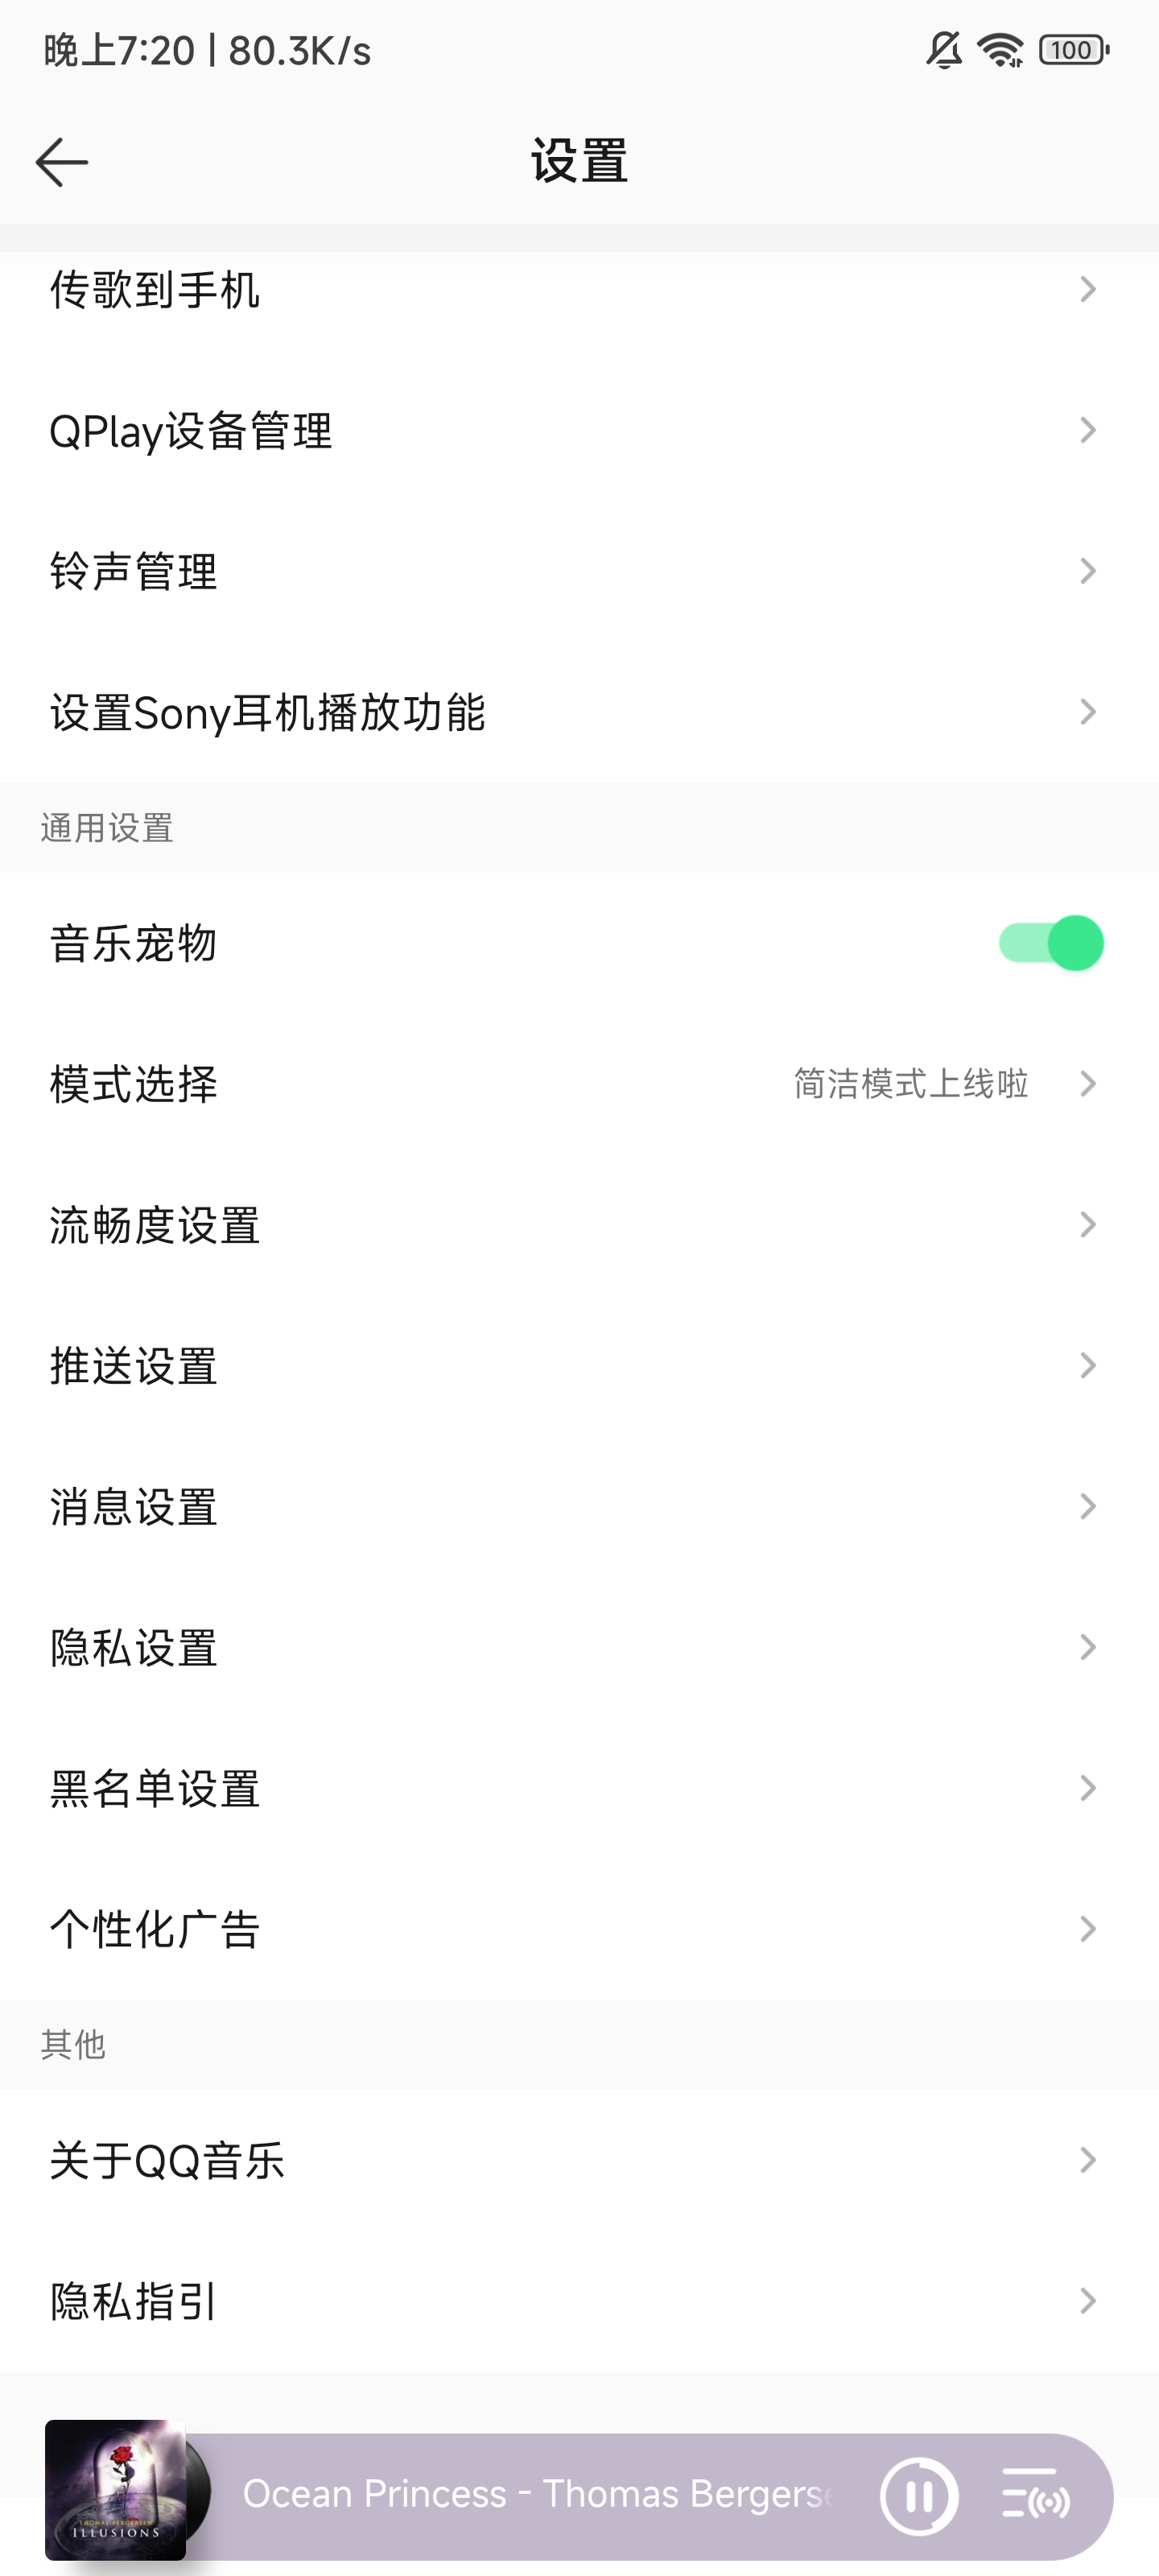 晚上7:20 | 80.3K/s
100
设置
传歌到手机
QPlay设备管理
铃声管理
设置Sony耳机播放功能
通用设置
音乐宠物
模式选择
简洁模式上线啦
流畅度设置
推送设置
消息设置
隐私设置
黑名单设置
个性化广告
其他
关于QQ音乐
隐私指引
Ocean Princess - Thomas Bergerse
THOMAS BERGERSEN
ILLUSIONS